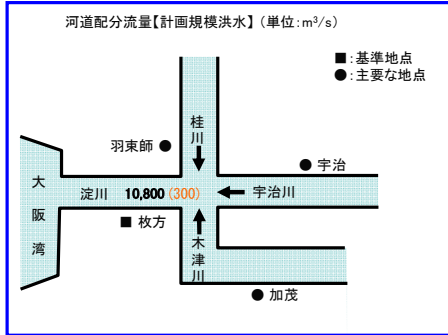 河道配分流量【計画規模洪水】(単位:m³/s)
■:基準地点
●:主要な地点
桂川
羽束師 ●
● 宇治
大阪湾
淀川 10,800(300)
宇治川
■ 枚方
木津川
● 加茂